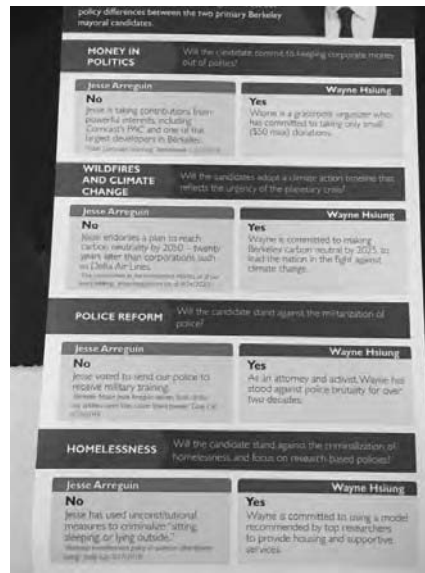 policy differences between the two primary Berkeley
mayoral candidates.
MONEY IN
POLITICS
Will the candidate commit to keeping corporate money
out of politics?
Jesse Arreguin
No
Jesse is taking contributions from
powerful interests, including
Comcast's PAC and one of the
largest developers in Berkeley.
Wayne Hsiung
Yes
Wayne is a grassroots organizer who
has committed to taking only small
($50 max) donations.
WILDFIRES
AND CLIMATE
CHANGE
Will the candidates adopt a climate action timeline that
reflects the urgency of the planetary crisis?
Jesse Arreguin
No
Jesse endorses a plan to reach
carbon neutrality by 2050 – twenty
years later than corporations such
as Delta Air Lines.
Wayne Hsiung
Yes
Wayne is committed to making
Berkeley carbon neutral by 2025, to
lead the nation in the fight against
climate change.
POLICE REFORM
Will the candidate stand against the militarization of
police?
Jesse Arreguin
No
Jesse voted to send our police to
receive military training.
Wayne Hsiung
Yes
As an attorney and activist, Wayne has
stood against police brutality for over
two decades.
HOMELESSNESS
Will the candidate stand against the criminalization of
homelessness and focus on research-based policies?
Jesse Arreguin
No
Jesse has used unconstitutional
measures to criminalize "sitting,
sleeping or lying outside."
Wayne Hsiung
Yes
Wayne is committed to using a model
recommended by top researchers
to provide housing and supportive
services.